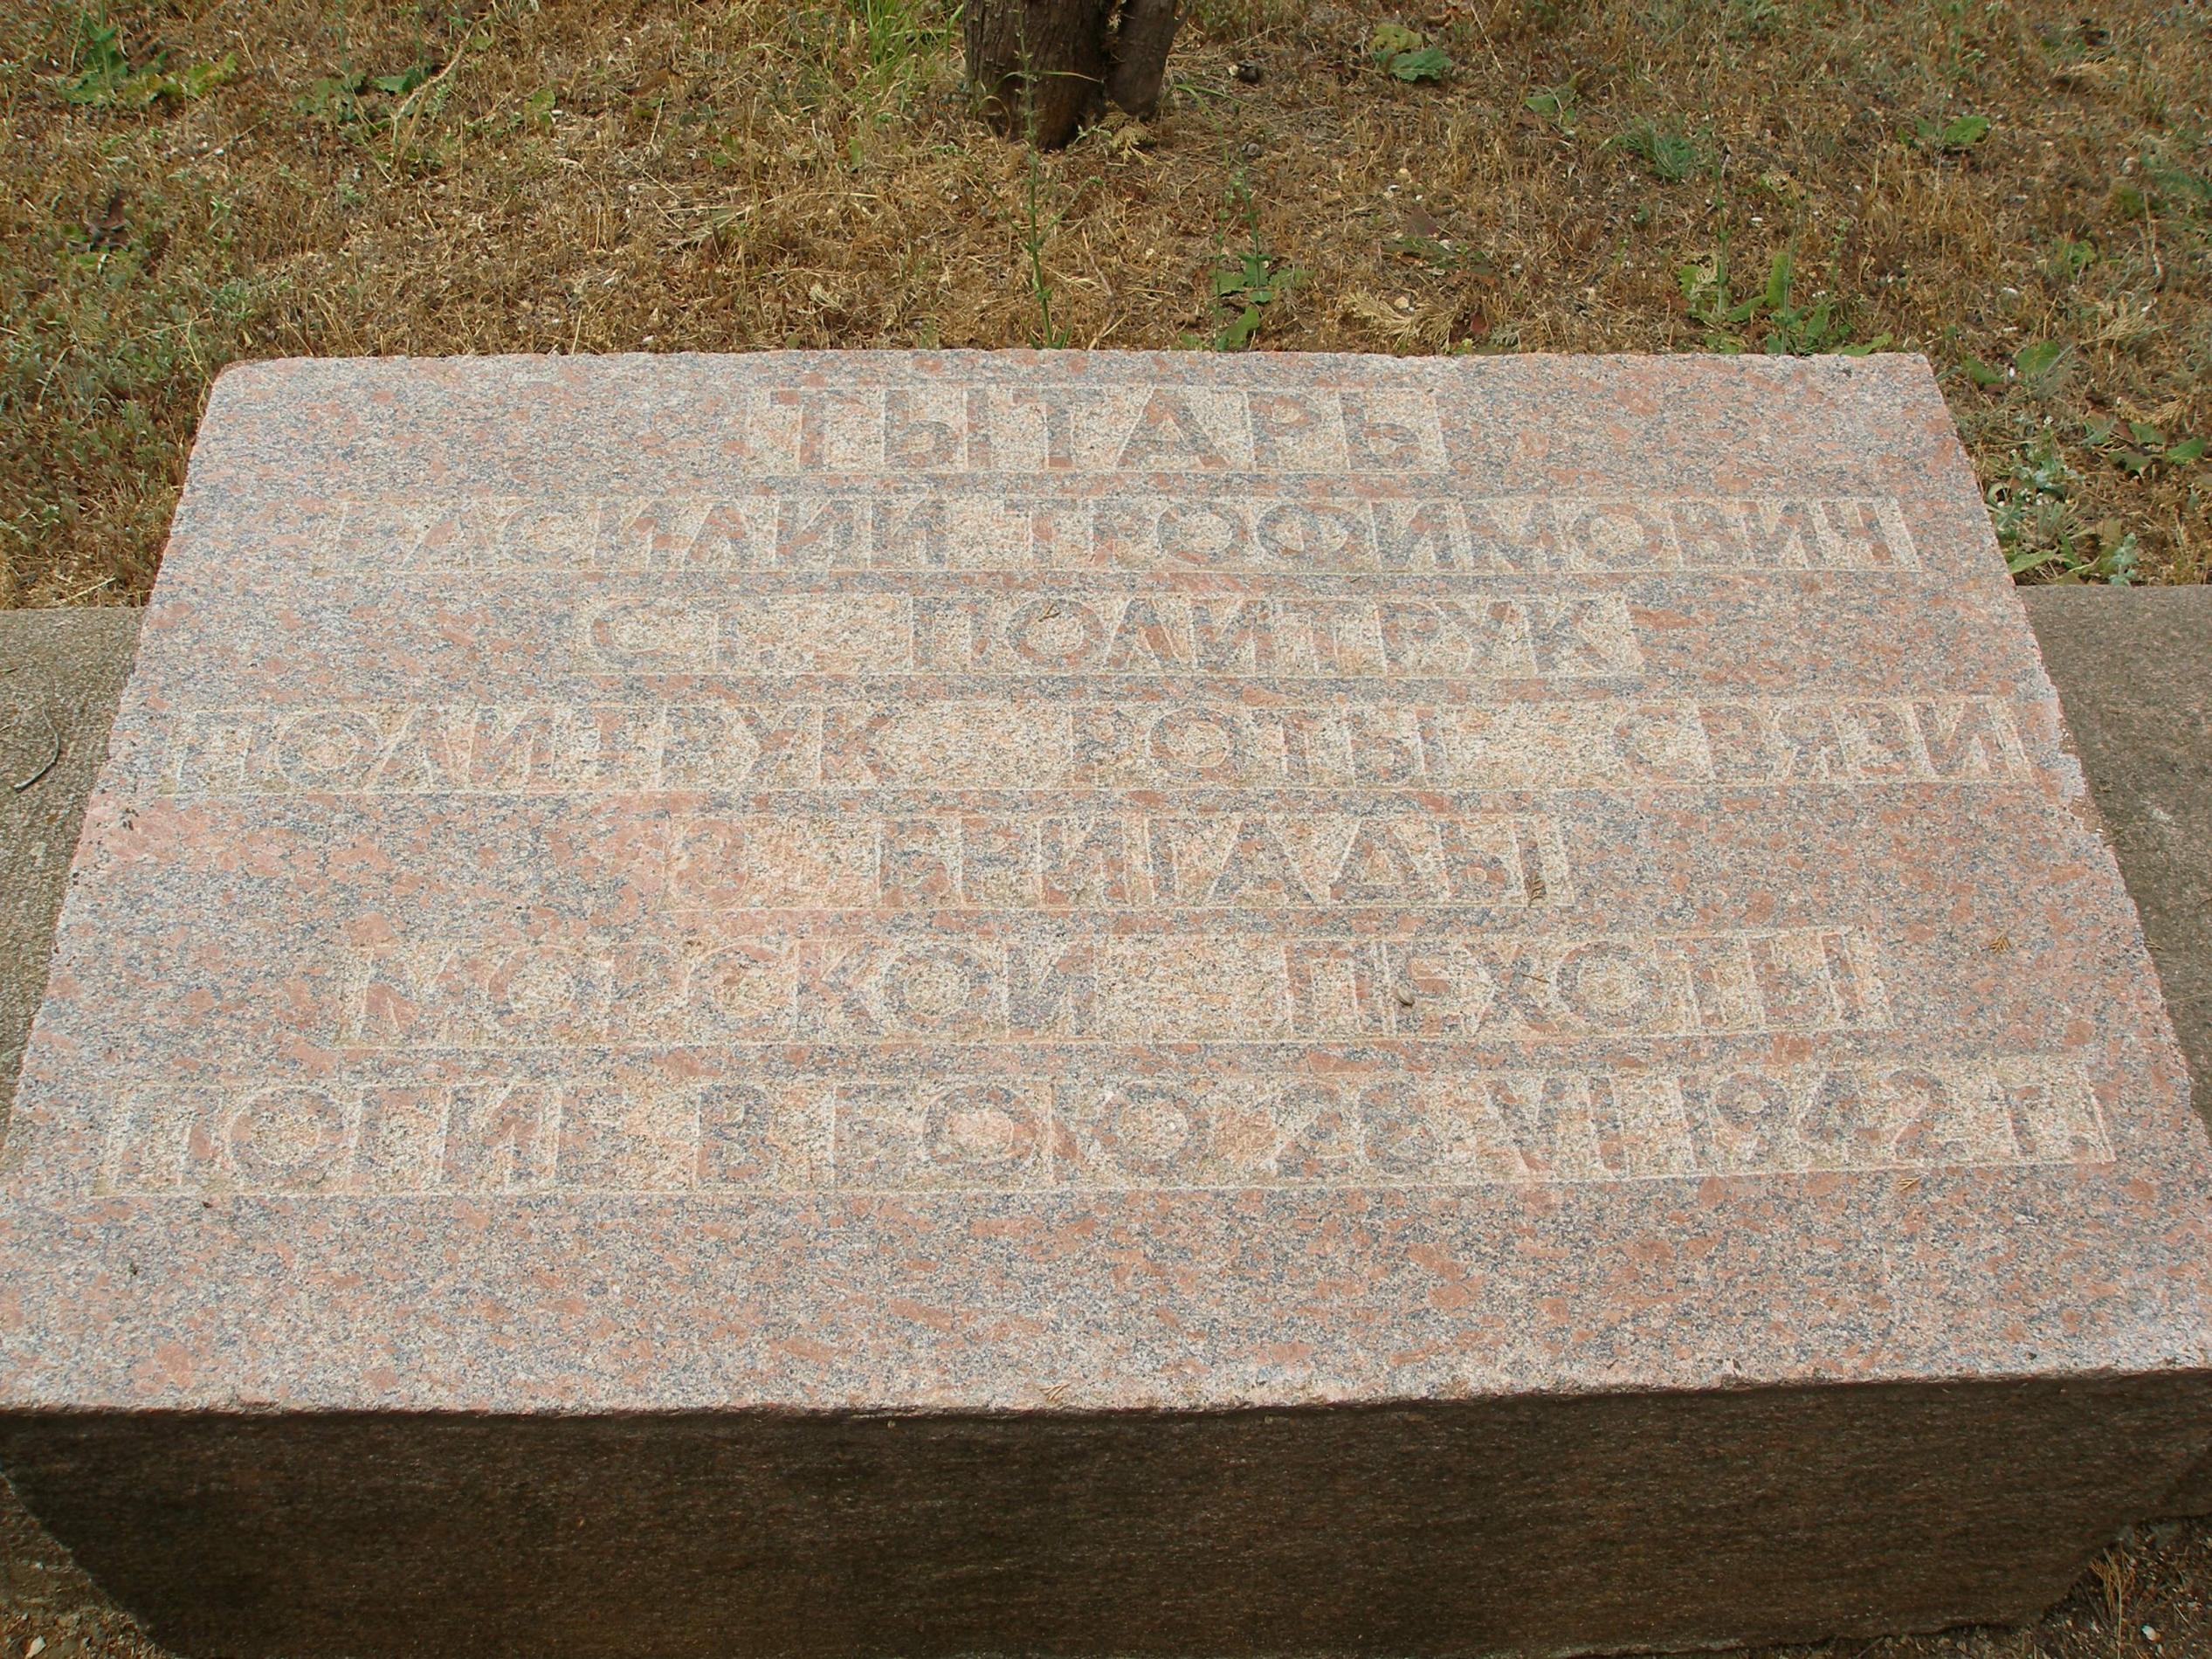 ТЫТАРЬ
ВАСИЛИЙ ТРОФИМОВИЧ
СТ. ПОЛИТРУК
ПОЛИТРУК РОТЫ СВЯЗИ
8 БРИГАДЫ
МОРСКОЙ ПЕХОТЫ
ПОГИБ В БОЮ 28 VI 1942 г.